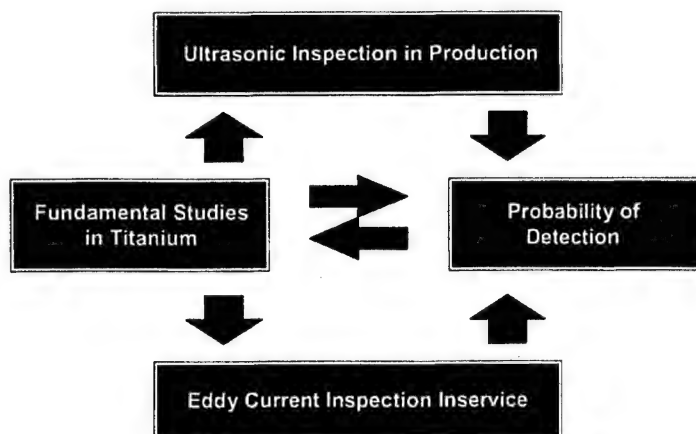 Ultrasonic Inspection in Production
Fundamental Studies
in Titanium
Probability of
Detection
Eddy Current Inspection Inservice